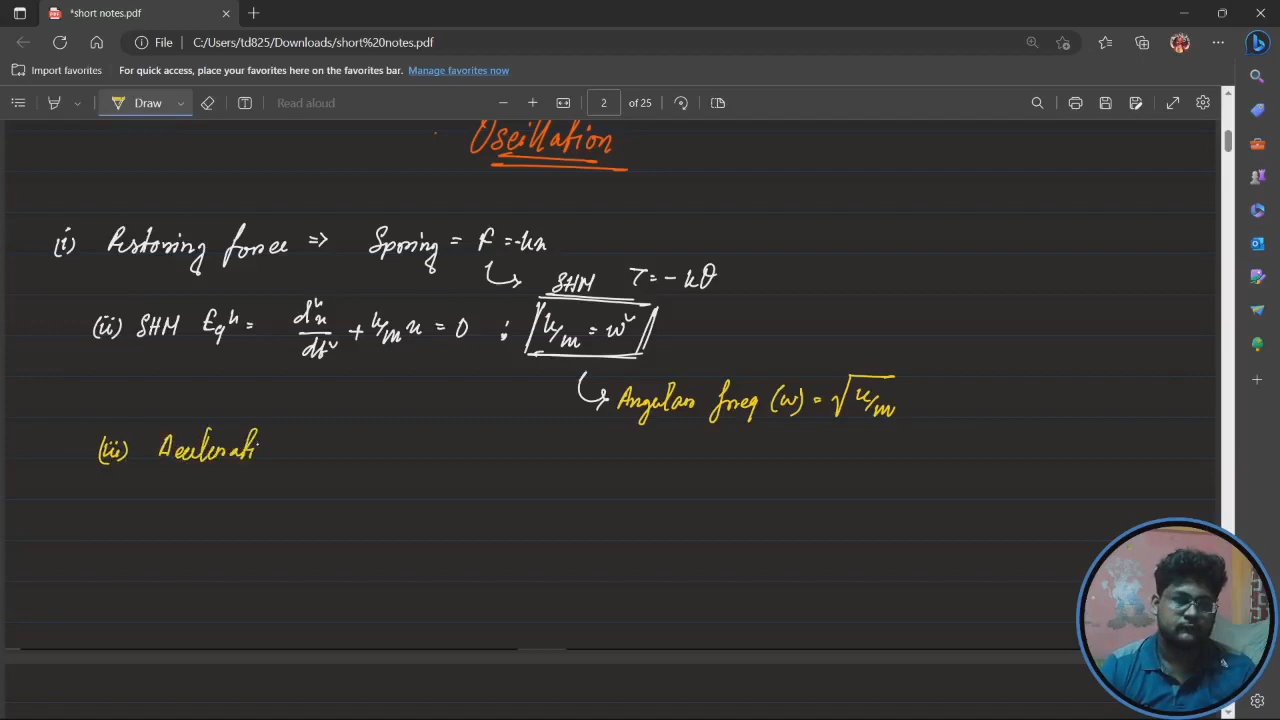 *short notes.pdf
File C:/Users/td825/Downloads/short%20notes.pdf
Import favorites For quick access, place your favorites here on the favorites bar. Manage favorites now
Draw Read aloud 2 of 25
Oscillation
(i) Restoring force => Spring = F = -kx
SHM τ = - kθ
(ii) SHM Eqⁿ = d²x/dt² + k/m x = 0 ; k/m = w²
Angular freq (w) = √k/m
(iii) Accelerati